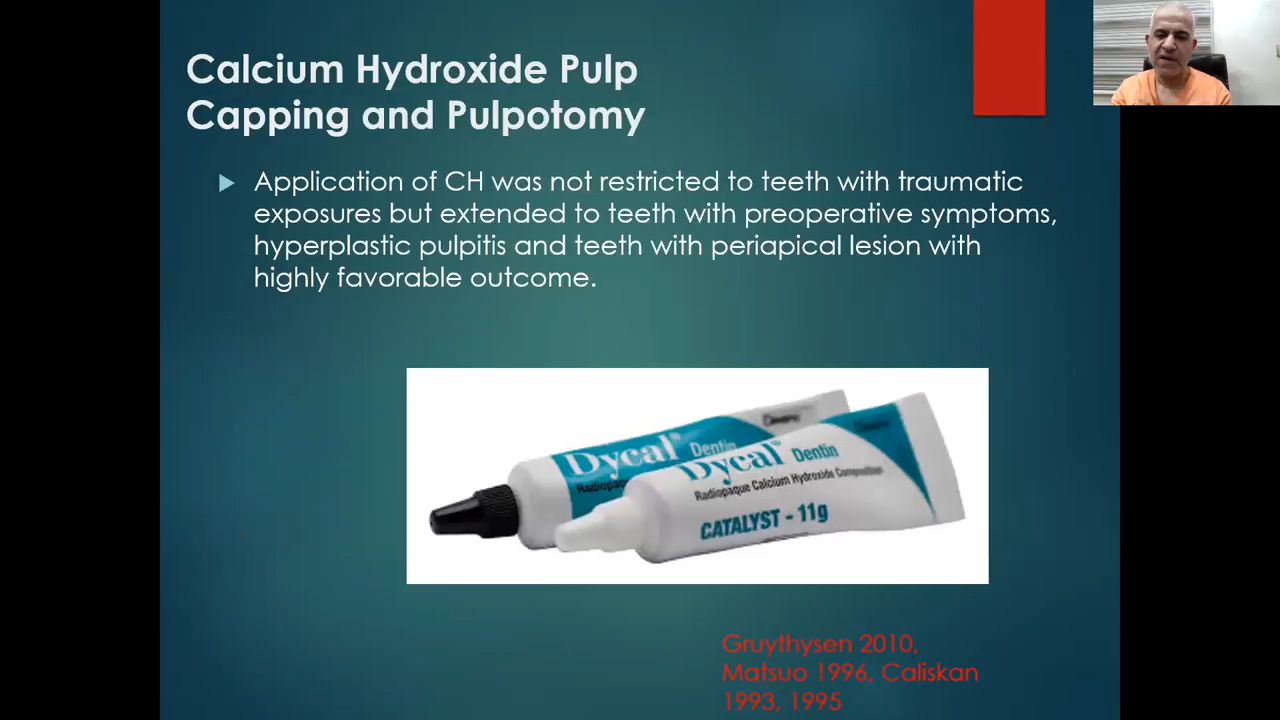 Calcium Hydroxide Pulp
Capping and Pulpotomy
Application of CH was not restricted to teeth with traumatic
exposures but extended to teeth with preoperative symptoms,
hyperplastic pulpitis and teeth with periapical lesion with
highly favorable outcome.
Dycal® Dentin
Radiopaq
Dycal® Dentin
Radiopaque Calcium Hydroxide Composition
CATALYST - 11g
Gruythysen 2010,
Matsuo 1996, Caliskan
1993, 1995